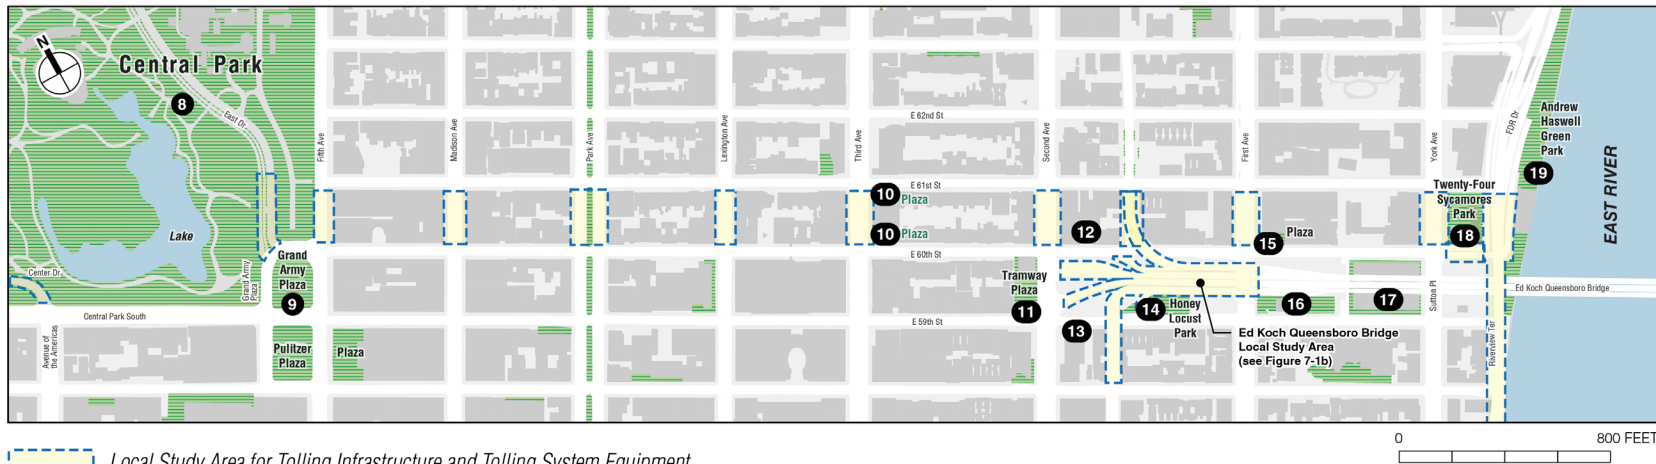 N
Central Park
8
East Dr
Lake
Center Dr
Grand Army
Plaza
Grand
Army
Plaza
9
Central Park South
Avenue of
the Americas
Pulitzer
Plaza
Plaza
Fifth Ave
Madison Ave
Park Ave
Lexington Ave
Third Ave
Second Ave
First Ave
York Ave
E 62nd St
E 61st St
10
Plaza
10
Plaza
E 60th St
E 59th St
Tramway
Plaza
11
12
13
14
Honey
Locust
Park
15
Plaza
16
17
Sutton Pl
Twenty-Four
Sycamores
Park
18
FDR Dr
Andrew
Haswell
Green
Park
19
EAST RIVER
Ed Koch Queensboro Bridge
Riverview Ter
Ed Koch Queensboro Bridge
Local Study Area
(see Figure 7-1b)
0 800 FEET
Local Study Area for Tolling Infrastructure and Tolling System Equipment